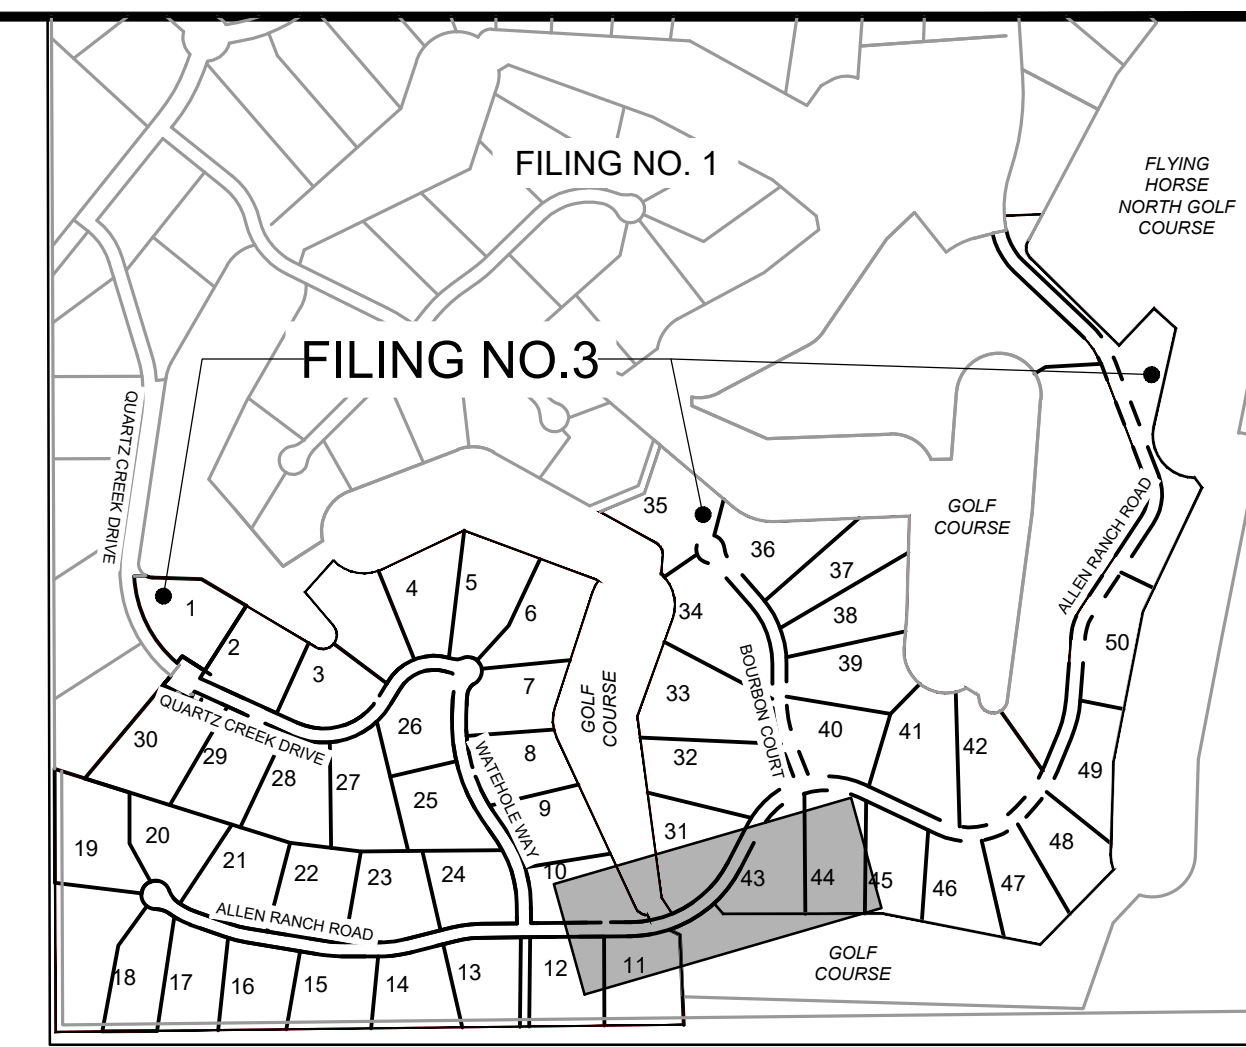 FILING NO. 1
FLYING
HORSE
NORTH GOLF
COURSE
FILING NO.3
QUARTZ CREEK DRIVE
GOLF
COURSE
ALLEN RANCH ROAD
35
36
37
38
39
34
33
32
31
BOURBON COURT
40
41
42
50
49
48
1
2
3
4
5
6
7
8
9
10
GOLF
COURSE
QUARTZ CREEK DRIVE
WATEHOLE WAY
30
29
28
27
26
25
19
20
21
22
23
24
ALLEN RANCH ROAD
43
44
45
46
47
18
17
16
15
14
13
12
11
GOLF
COURSE